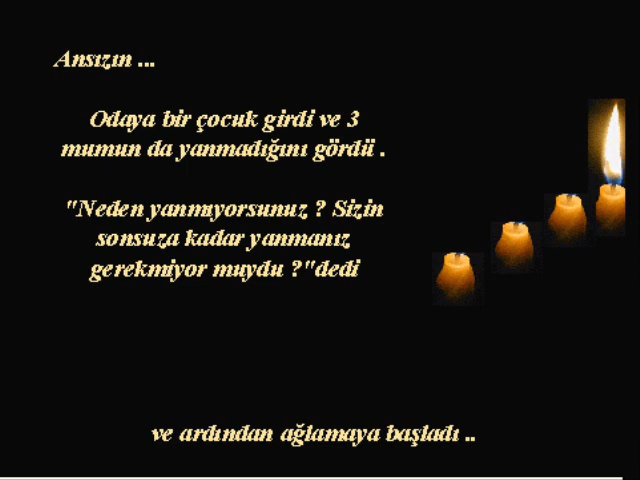 Ansızın ...
Odaya bir çocuk girdi ve 3
mumun da yanmadığını gördü .
"Neden yanmıyorsunuz ? Sizin
sonsuza kadar yanmanız
gerekmiyor muydu ?"dedi
ve ardından ağlamaya başladı ..